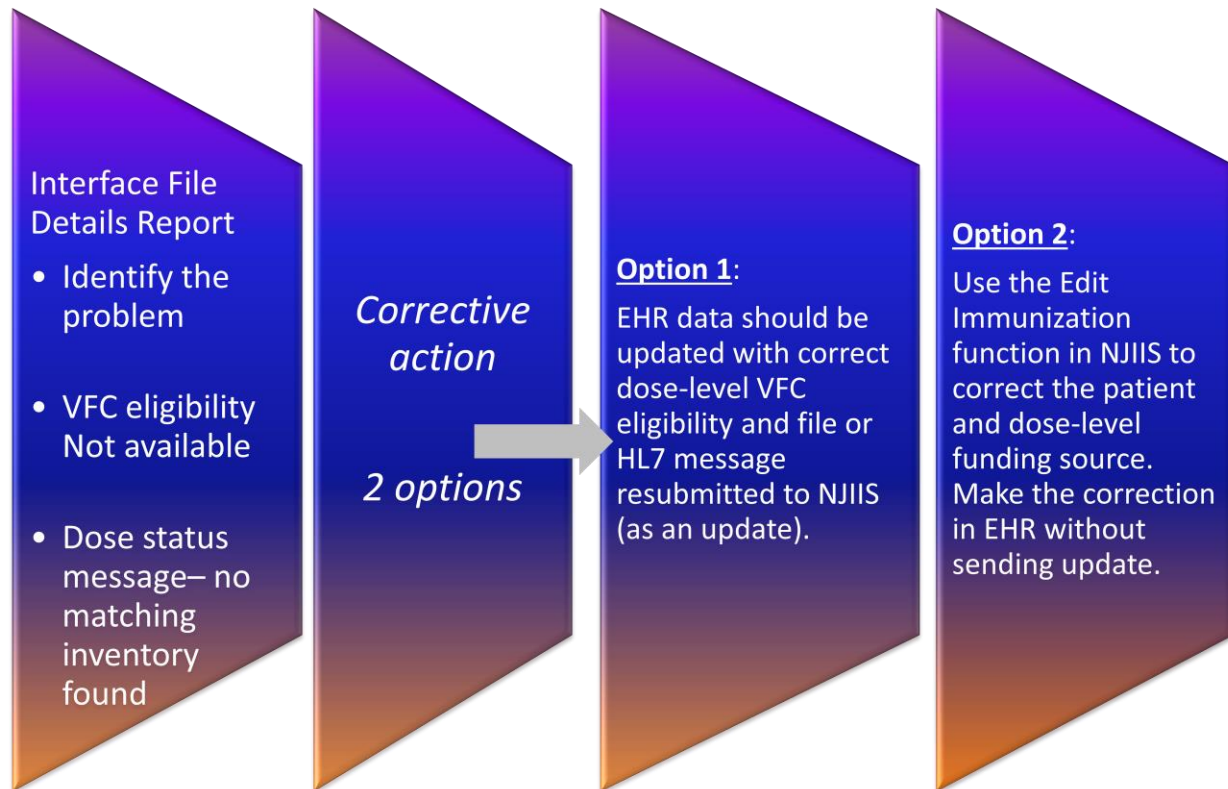 Interface File
Details Report
• Identify the
problem
• VFC eligibility
Not available
• Dose status
message– no
matching
inventory
found
Corrective
action
2 options
Option 1:
EHR data should be
updated with correct
dose-level VFC
eligibility and file or
HL7 message
resubmitted to NJIIS
(as an update).
Option 2:
Use the Edit
Immunization
function in NJIIS to
correct the patient
and dose-level
funding source.
Make the correction
in EHR without
sending update.